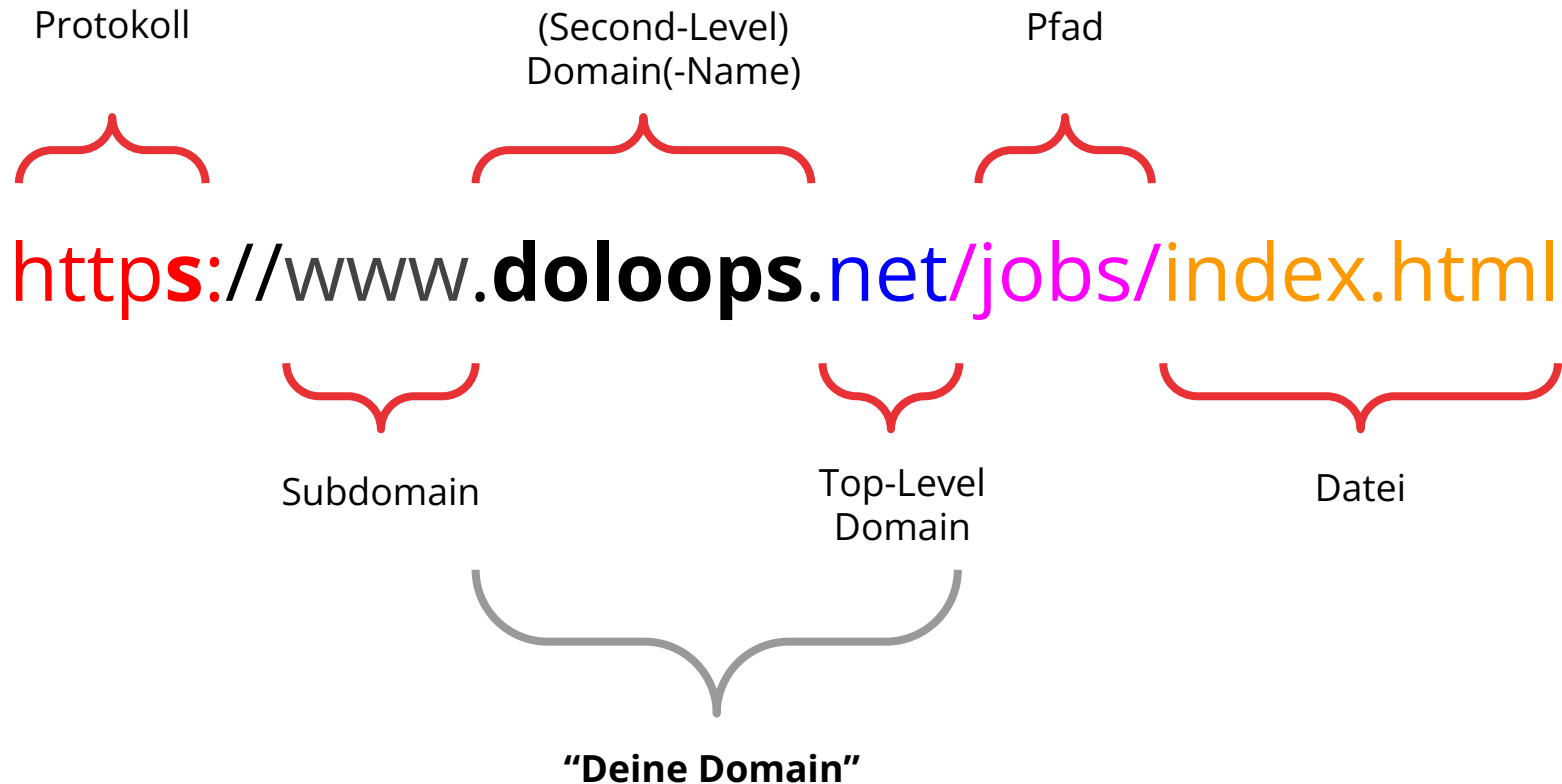 Protokoll
(Second-Level)
Domain(-Name)
Pfad
https://www.doloops.net/jobs/index.html
Subdomain
Top-Level
Domain
Datei
“Deine Domain”